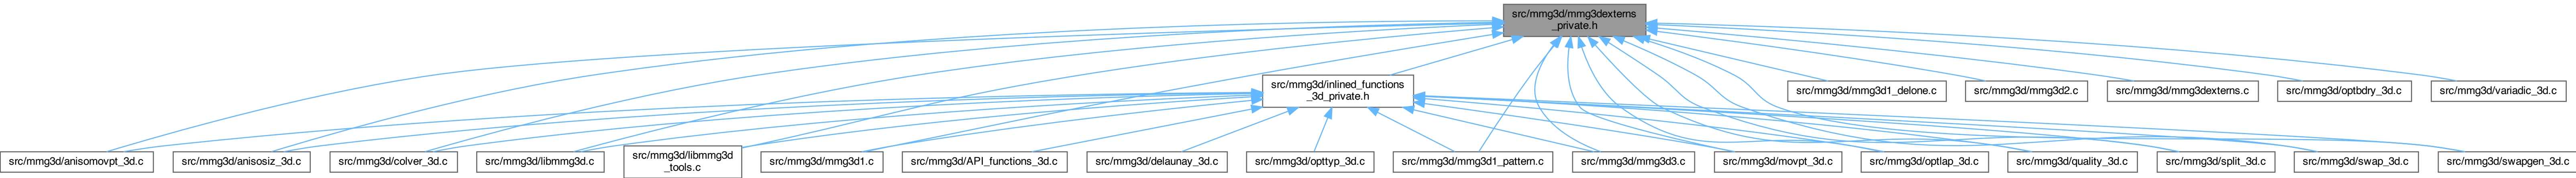 src/mmg3d/mmg3dexterns
_private.h
src/mmg3d/inlined_functions
_3d_private.h
src/mmg3d/mmg3d1_delone.c
src/mmg3d/mmg3d2.c
src/mmg3d/mmg3dexterns.c
src/mmg3d/optbdry_3d.c
src/mmg3d/variadic_3d.c
src/mmg3d/anisomovpt_3d.c
src/mmg3d/anisosiz_3d.c
src/mmg3d/colver_3d.c
src/mmg3d/libmmg3d.c
src/mmg3d/libmmg3d
_tools.c
src/mmg3d/mmg3d1.c
src/mmg3d/API_functions_3d.c
src/mmg3d/delaunay_3d.c
src/mmg3d/opttyp_3d.c
src/mmg3d/mmg3d1_pattern.c
src/mmg3d/mmg3d3.c
src/mmg3d/movpt_3d.c
src/mmg3d/optlap_3d.c
src/mmg3d/quality_3d.c
src/mmg3d/split_3d.c
src/mmg3d/swap_3d.c
src/mmg3d/swapgen_3d.c